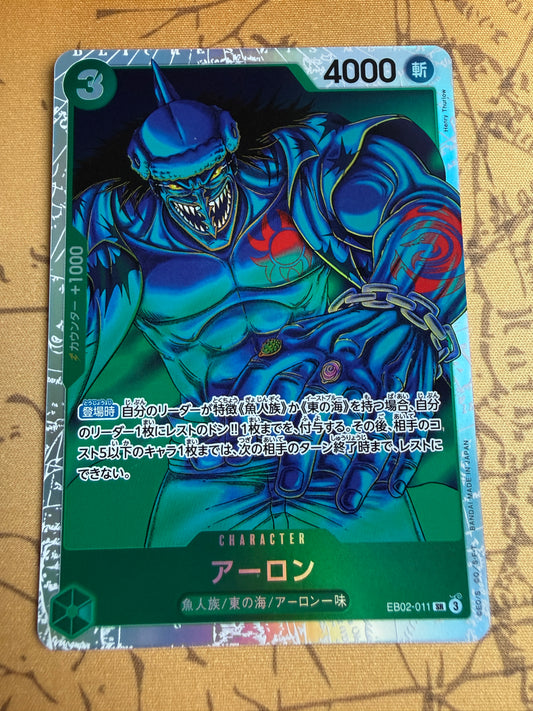 3
4000 斬
Henry Thurlow
⚡カウンター +1000
登場時 自分のリーダーが特徴《魚人族》か《東の海》を持つ場合、自分
のリーダー1枚にレストのドン!!1枚までを、付与する。その後、相手のコ
スト5以下のキャラ1枚までは、次の相手のターン終了時まで、レストに
できない。
CHARACTER
アーロン
魚人族/東の海/アーロン一味
EB02-011 SR 3
BANDAI MADE IN JAPAN